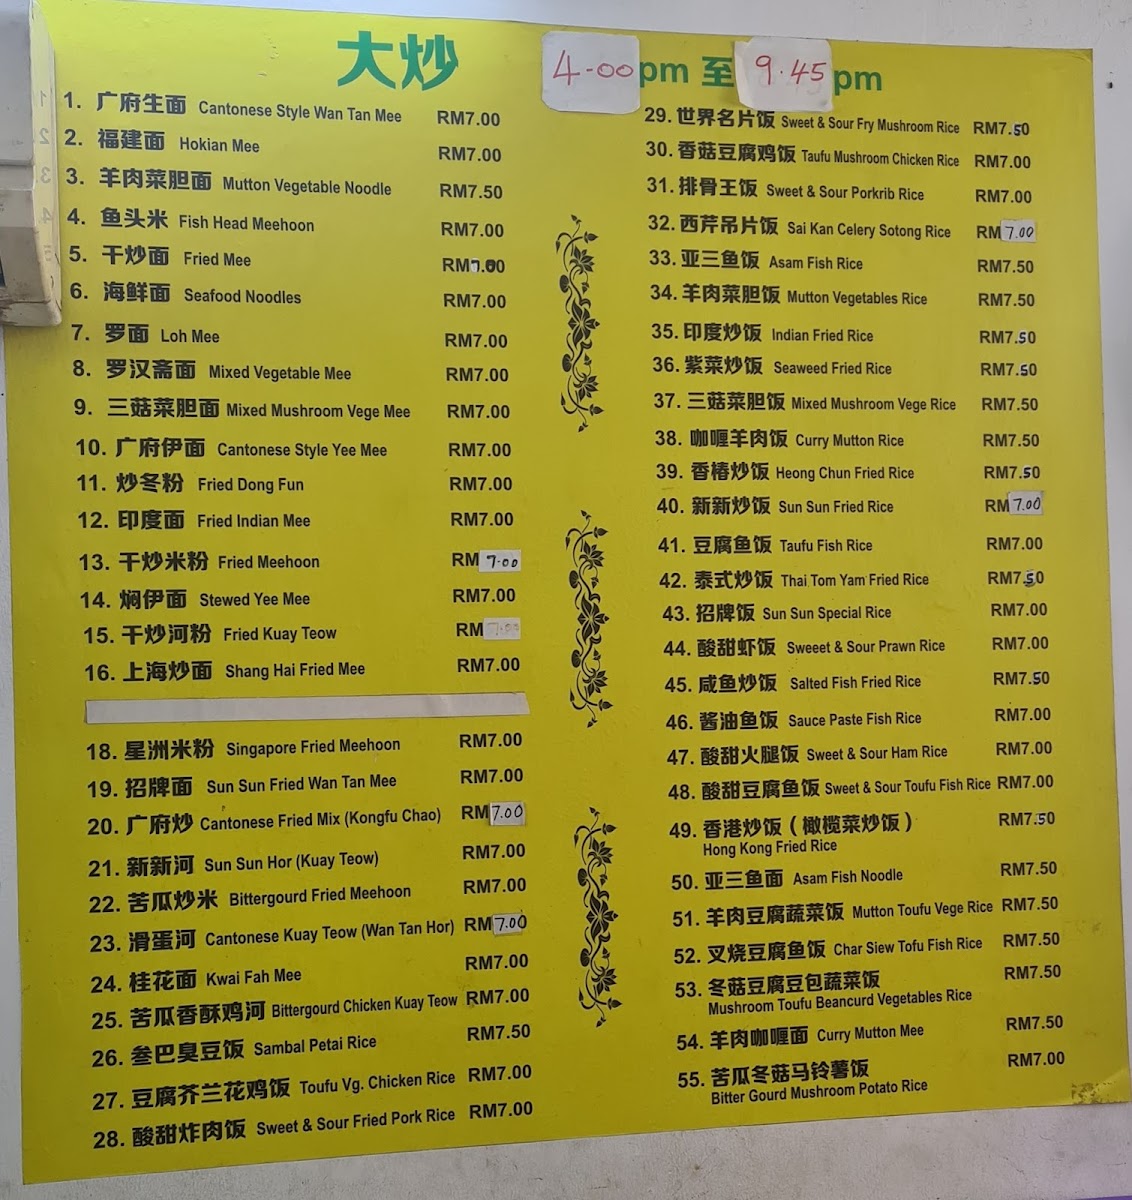 大炒 4-00pm 至 9.45pm
1. 广府生面 Cantonese Style Wan Tan Mee RM7.00
2. 福建面 Hokian Mee RM7.00
3. 羊肉菜胆面 Mutton Vegetable Noodle RM7.50
4. 鱼头米 Fish Head Meehoon RM7.00
5. 干炒面 Fried Mee RM7.00
6. 海鲜面 Seafood Noodles RM7.00
7. 罗面 Loh Mee RM7.00
8. 罗汉斋面 Mixed Vegetable Mee RM7.00
9. 三菇菜胆面 Mixed Mushroom Vege Mee RM7.00
10. 广府伊面 Cantonese Style Yee Mee RM7.00
11. 炒冬粉 Fried Dong Fun RM7.00
12. 印度面 Fried Indian Mee RM7.00
13. 干炒米粉 Fried Meehoon RM7.00
14. 焖伊面 Stewed Yee Mee RM7.00
15. 干炒河粉 Fried Kuay Teow RM
16. 上海炒面 Shang Hai Fried Mee RM7.00
18. 星洲米粉 Singapore Fried Meehoon RM7.00
19. 招牌面 Sun Sun Fried Wan Tan Mee RM7.00
20. 广府炒 Cantonese Fried Mix (Kongfu Chao) RM7.00
21. 新新河 Sun Sun Hor (Kuay Teow) RM7.00
22. 苦瓜炒米 Bittergourd Fried Meehoon RM7.00
23. 滑蛋河 Cantonese Kuay Teow (Wan Tan Hor) RM7.00
24. 桂花面 Kwai Fah Mee RM7.00
25. 苦瓜香酥鸡河 Bittergourd Chicken Kuay Teow RM7.00
26. 叁巴臭豆饭 Sambal Petai Rice RM7.50
27. 豆腐芥兰花鸡饭 Toufu Vg. Chicken Rice RM7.00
28. 酸甜炸肉饭 Sweet & Sour Fried Pork Rice RM7.00
29. 世界名片饭 Sweet & Sour Fry Mushroom Rice RM7.50
30. 香菇豆腐鸡饭 Taufu Mushroom Chicken Rice RM7.00
31. 排骨王饭 Sweet & Sour Porkrib Rice RM7.00
32. 西芹吊片饭 Sai Kan Celery Sotong Rice RM7.00
33. 亚三鱼饭 Asam Fish Rice RM7.50
34. 羊肉菜胆饭 Mutton Vegetables Rice RM7.50
35. 印度炒饭 Indian Fried Rice RM7.50
36. 紫菜炒饭 Seaweed Fried Rice RM7.50
37. 三菇菜胆饭 Mixed Mushroom Vege Rice RM7.50
38. 咖喱羊肉饭 Curry Mutton Rice RM7.50
39. 香椿炒饭 Heong Chun Fried Rice RM7.50
40. 新新炒饭 Sun Sun Fried Rice RM7.00
41. 豆腐鱼饭 Taufu Fish Rice RM7.00
42. 泰式炒饭 Thai Tom Yam Fried Rice RM7.50
43. 招牌饭 Sun Sun Special Rice RM7.00
44. 酸甜虾饭 Sweeet & Sour Prawn Rice RM7.00
45. 咸鱼炒饭 Salted Fish Fried Rice RM7.50
46. 酱油鱼饭 Sauce Paste Fish Rice RM7.00
47. 酸甜火腿饭 Sweet & Sour Ham Rice RM7.00
48. 酸甜豆腐鱼饭 Sweet & Sour Toufu Fish Rice RM7.00
49. 香港炒饭（橄榄菜炒饭） RM7.50
Hong Kong Fried Rice
50. 亚三鱼面 Asam Fish Noodle RM7.50
51. 羊肉豆腐蔬菜饭 Mutton Toufu Vege Rice RM7.50
52. 叉烧豆腐鱼饭 Char Siew Tofu Fish Rice RM7.50
53. 冬菇豆腐豆包蔬菜饭 RM7.50
Mushroom Toufu Beancurd Vegetables Rice
54. 羊肉咖喱面 Curry Mutton Mee RM7.50
55. 苦瓜冬菇马铃薯饭 RM7.00
Bitter Gourd Mushroom Potato Rice